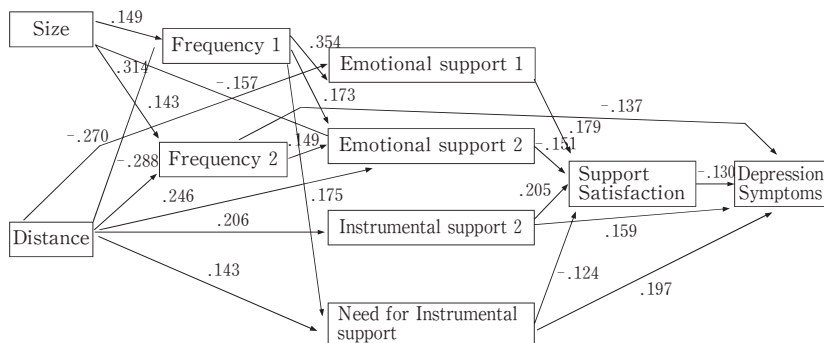 Size
.149
Frequency 1
.354
Emotional support 1
.314
-.157
.143
.173
-.137
-.270
.179
Emotional support 2
.149
-.151
-.288
Frequency 2
Support
Satisfaction
-.130
Depression
Symptoms
.246
.175
.205
.206
Distance
Instrumental support 2
.159
.143
-.124
.197
Need for Instrumental
support